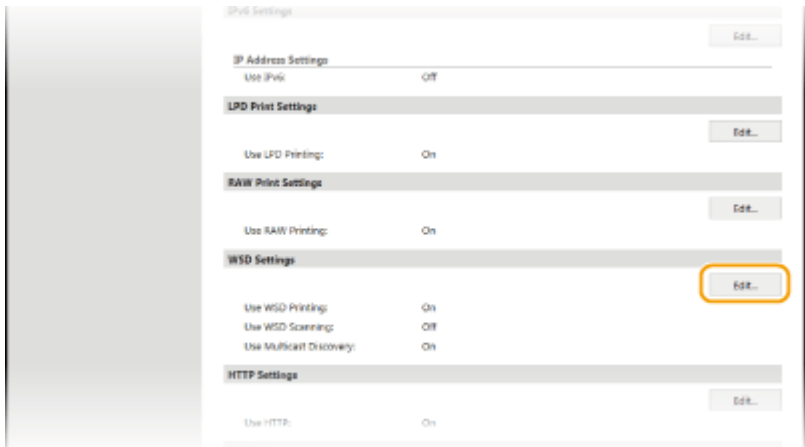 IPv6 Settings
Edit...
IP Address Settings
Use IPv6: Off
LPD Print Settings
Edit...
Use LPD Printing: On
RAW Print Settings
Edit...
Use RAW Printing: On
WSD Settings
Edit...
Use WSD Printing: On
Use WSD Scanning: Off
Use Multicast Discovery: On
HTTP Settings
Edit...
Use HTTP: On